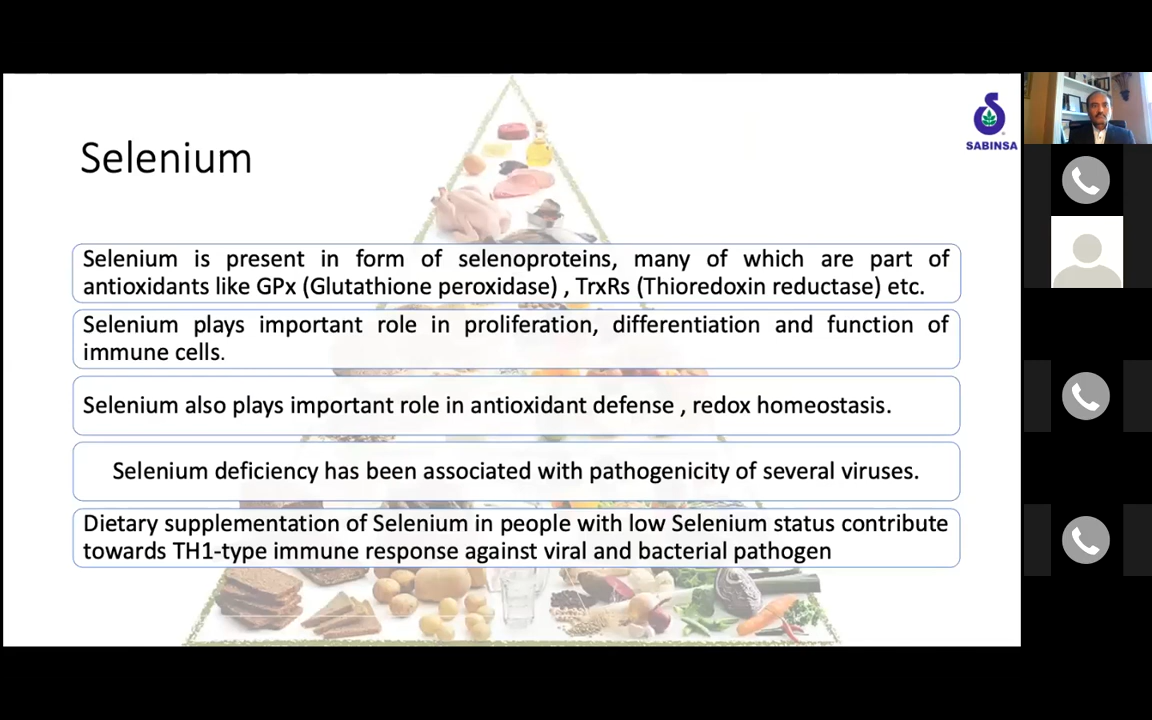 Selenium
SABINSA
Selenium is present in form of selenoproteins, many of which are part of
antioxidants like GPx (Glutathione peroxidase) , TrxRs (Thioredoxin reductase) etc.
Selenium plays important role in proliferation, differentiation and function of
immune cells.
Selenium also plays important role in antioxidant defense , redox homeostasis.
Selenium deficiency has been associated with pathogenicity of several viruses.
Dietary supplementation of Selenium in people with low Selenium status contribute
towards TH1-type immune response against viral and bacterial pathogen